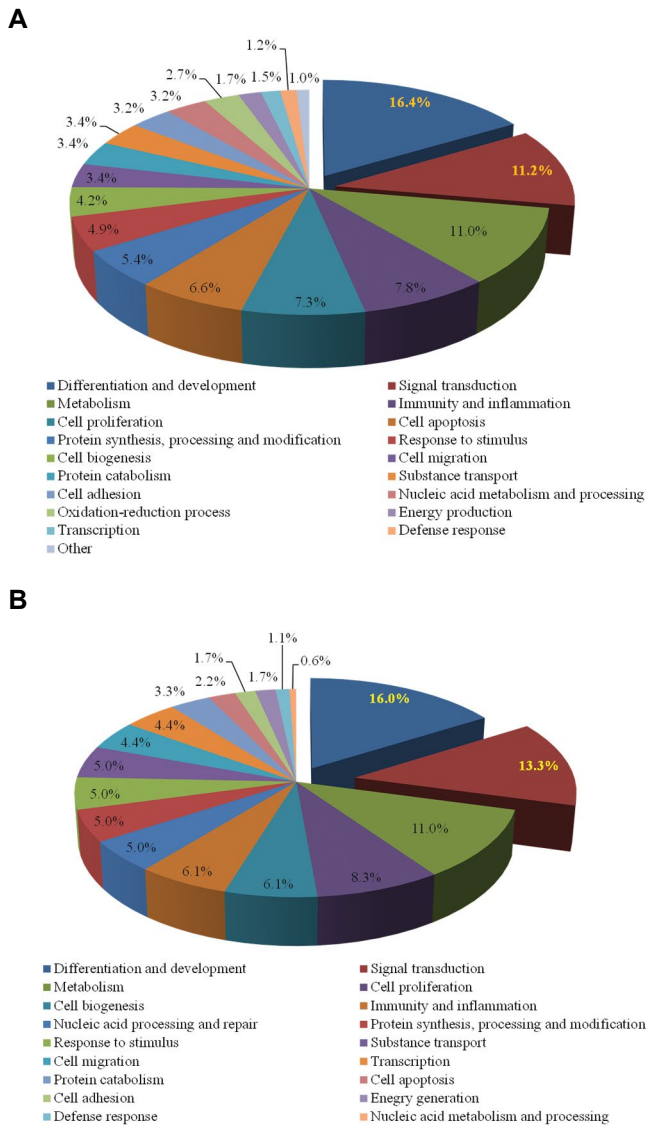 A
1.2%
2.7%
1.7% 1.5% 1.0%
3.2%
3.2%
3.4%
3.4%
3.4%
4.2%
4.9%
5.4%
6.6%
7.3%
7.8%
11.0%
11.2%
16.4%
Differentiation and development Signal transduction
Metabolism Immunity and inflammation
Cell proliferation Cell apoptosis
Protein synthesis, processing and modification Response to stimulus
Cell biogenesis Cell migration
Protein catabolism Substance transport
Cell adhesion Nucleic acid metabolism and processing
Oxidation-reduction process Energy production
Transcription Defense response
Other
B
1.1%
1.7% 0.6%
2.2% 1.7%
3.3%
4.4%
4.4%
5.0%
5.0%
5.0%
5.0%
6.1%
6.1%
8.3%
11.0%
13.3%
16.0%
Differentiation and development Signal transduction
Metabolism Cell proliferation
Cell biogenesis Immunity and inflammation
Nucleic acid processing and repair Protein synthesis, processing and modification
Response to stimulus Substance transport
Cell migration Transcription
Protein catabolism Cell apoptosis
Cell adhesion Enegry generation
Defense response Nucleic acid metabolism and processing